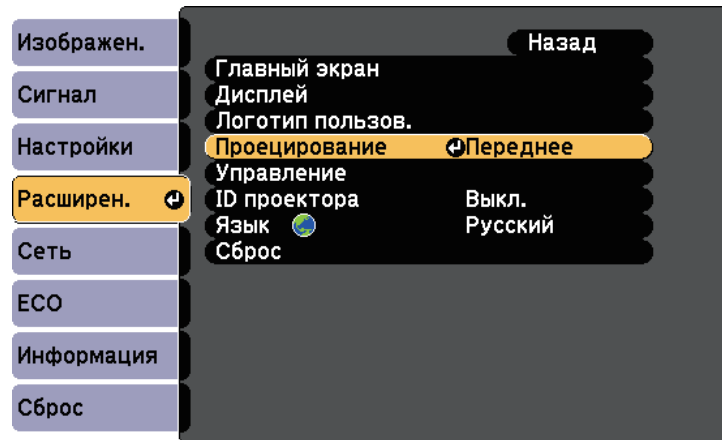 Изображен.
Сигнал
Настройки
Расширен.
Сеть
ECO
Информация
Сброс
Назад
Главный экран
Дисплей
Логотип пользов.
Проецирование Переднее
Управление
ID проектора Выкл.
Язык Русский
Сброс